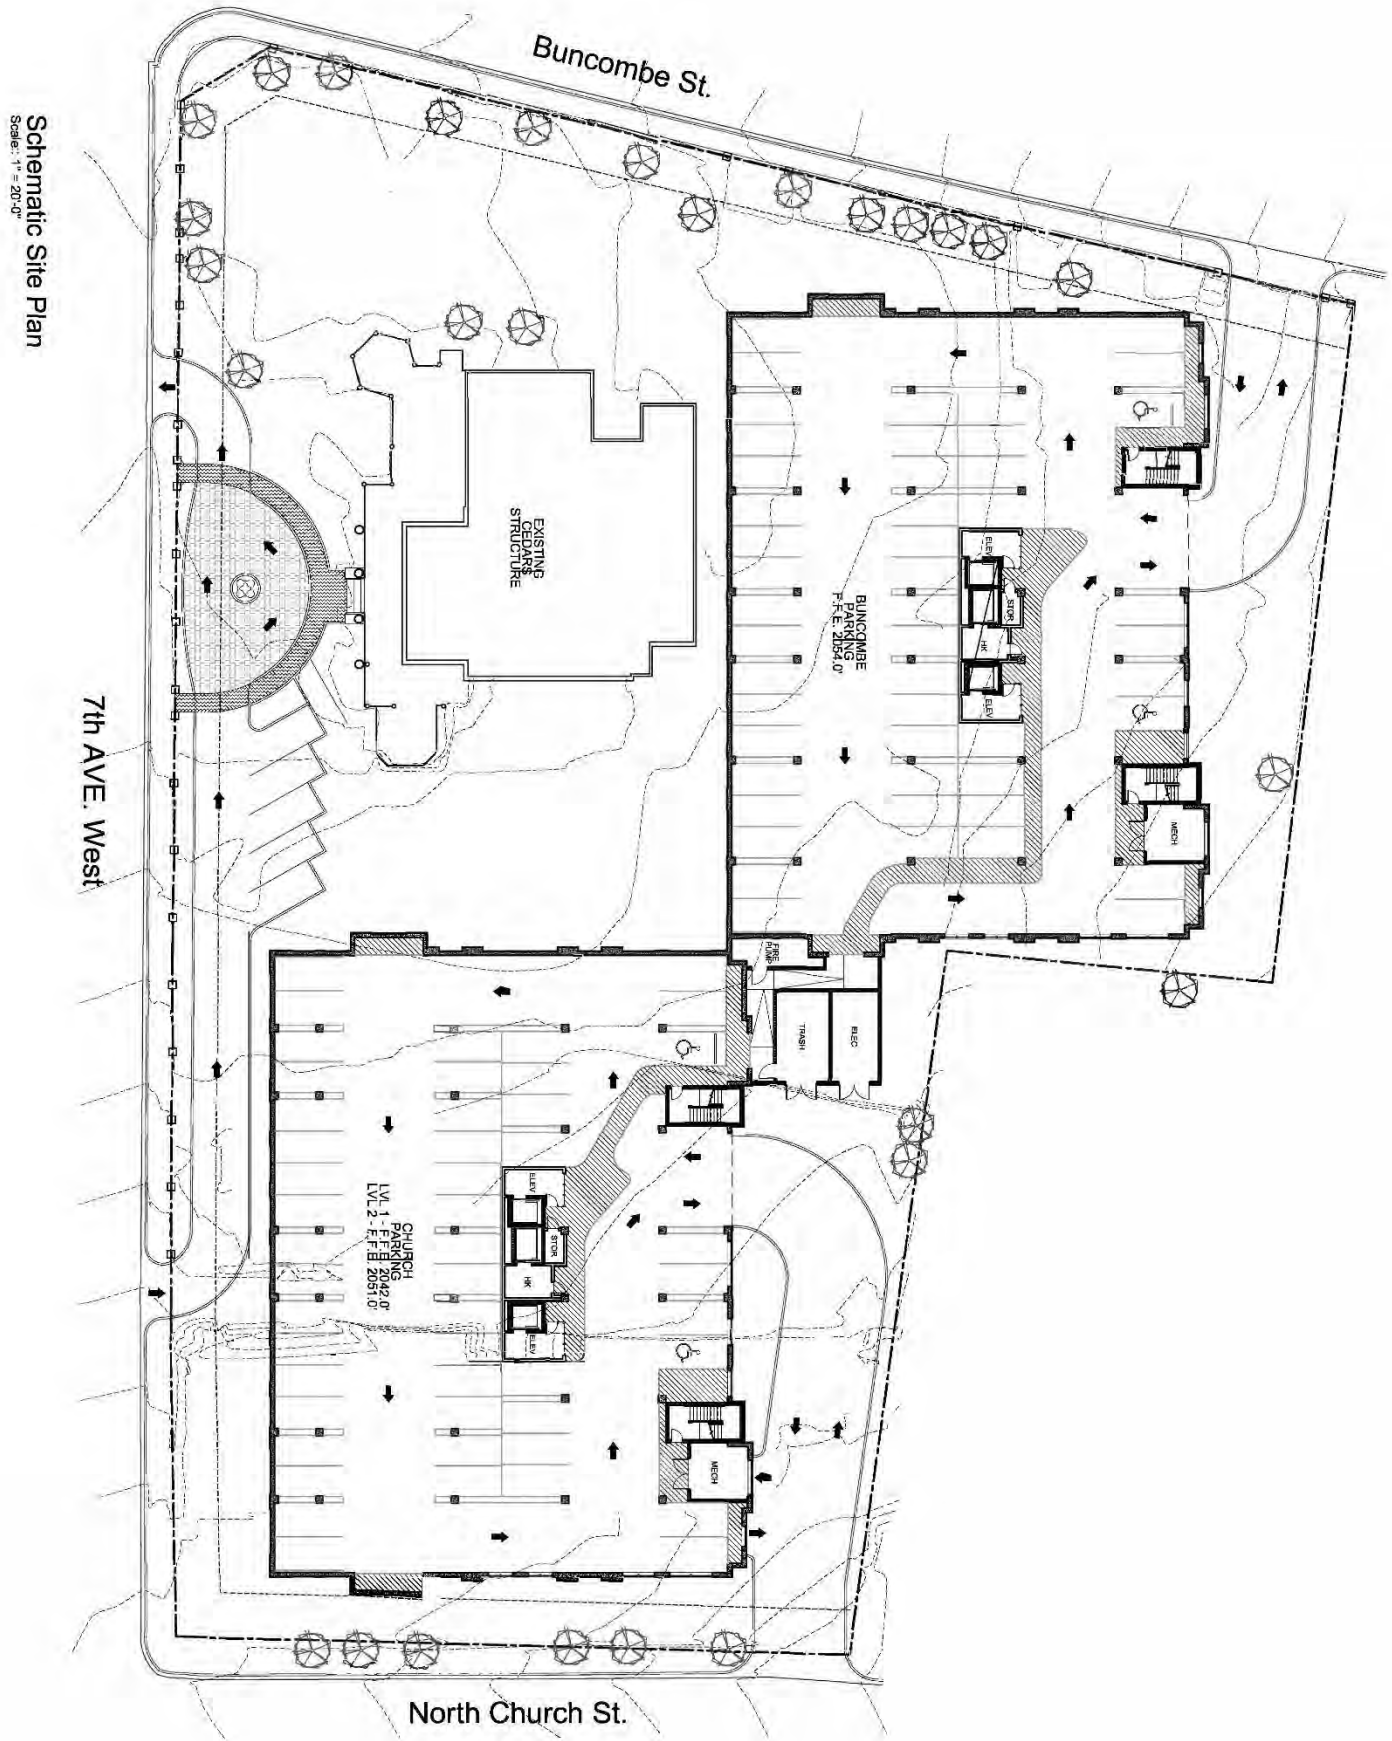 Buncombe St.
Schematic Site Plan
Scale: 1" = 20'-0"
7th AVE. West
EXISTING
CEDARS
STRUCTURE
BUNCOMBE
PARKING
F.F.E. 2054.0'
ELEV
STOR
HK
ELEV
MECH
FIRE
PUMP
TRASH
ELEC
ELEV
STOR
HK
ELEV
CHURCH
PARKING
LVL 1 - F.F.E. 2042.0'
LVL 2 - F.F.E. 2051.0'
MECH
North Church St.